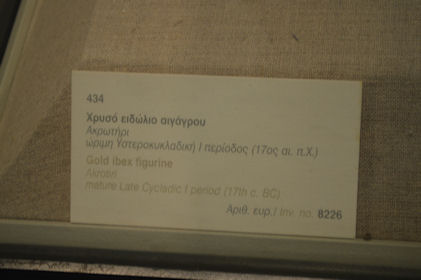 434
Χρυσό ειδώλιο αιγάγρου
Ακρωτήρι
ώριμη Υστεροκυκλαδική Ι περίοδος (17ος αι. π.Χ.)
Gold ibex figurine
Akrotiri
mature Late Cycladic I period (17th c. BC)
Αριθ. ευρ./ Inv. no. 8226